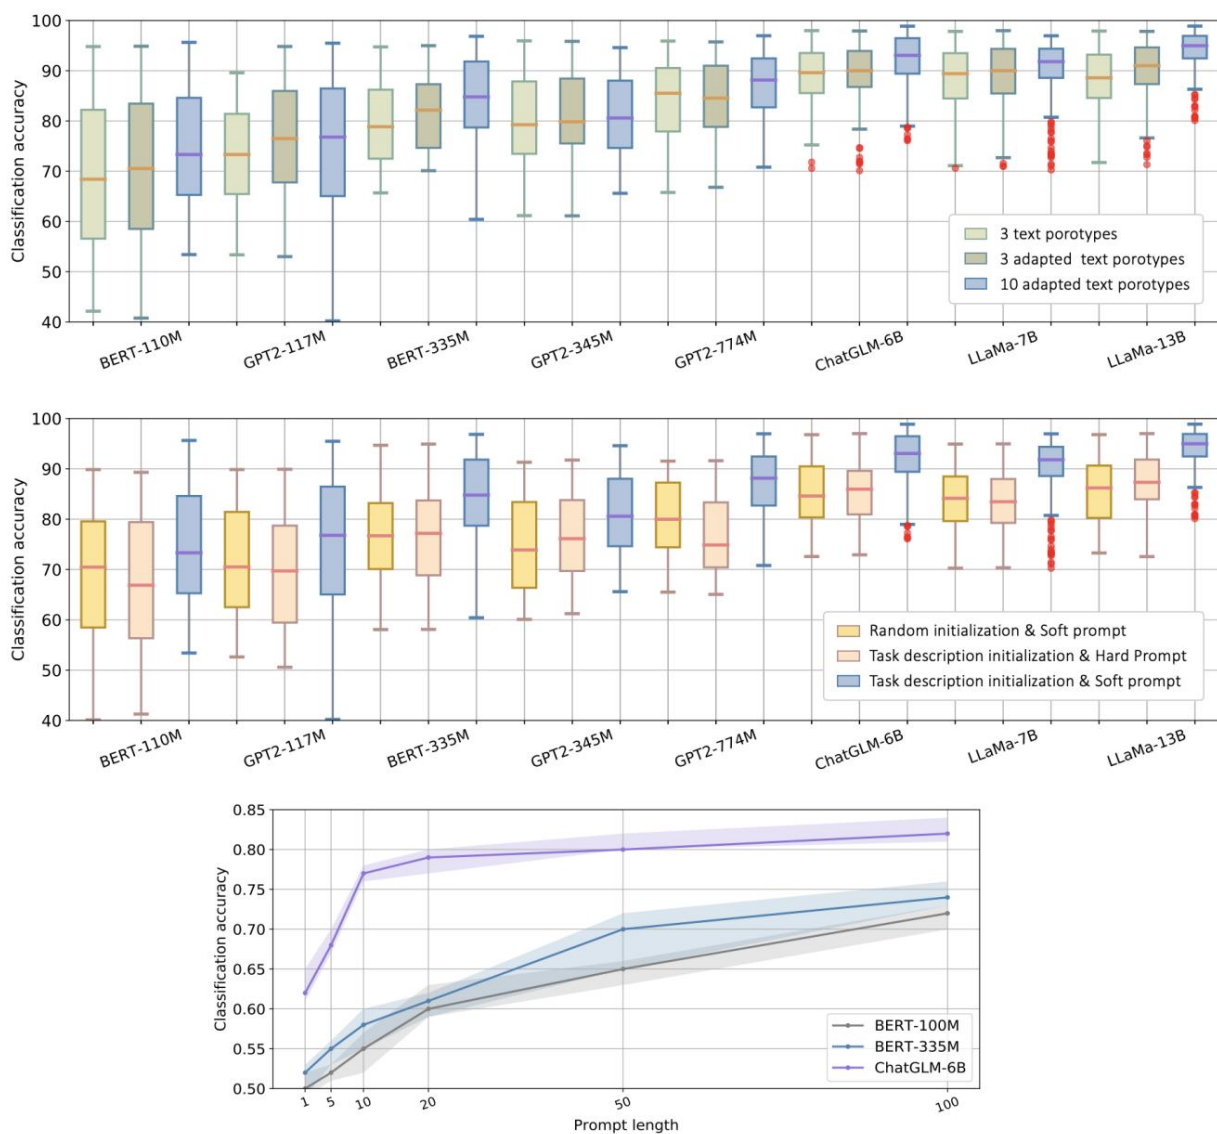 100
90
80
70
60
50
40
Classification accuracy
3 text porotypes
3 adapted text porotypes
10 adapted text porotypes
BERT-110M
GPT2-117M
BERT-335M
GPT2-345M
GPT2-774M
ChatGLM-6B
LLaMa-7B
LLaMa-13B
100
90
80
70
60
50
40
Classification accuracy
Random initialization & Soft prompt
Task description initialization & Hard Prompt
Task description initialization & Soft prompt
BERT-110M
GPT2-117M
BERT-335M
GPT2-345M
GPT2-774M
ChatGLM-6B
LLaMa-7B
LLaMa-13B
0.85
0.80
0.75
0.70
0.65
0.60
0.55
0.50
Classification accuracy
BERT-100M
BERT-335M
ChatGLM-6B
1 5 10 20 50 100
Prompt length